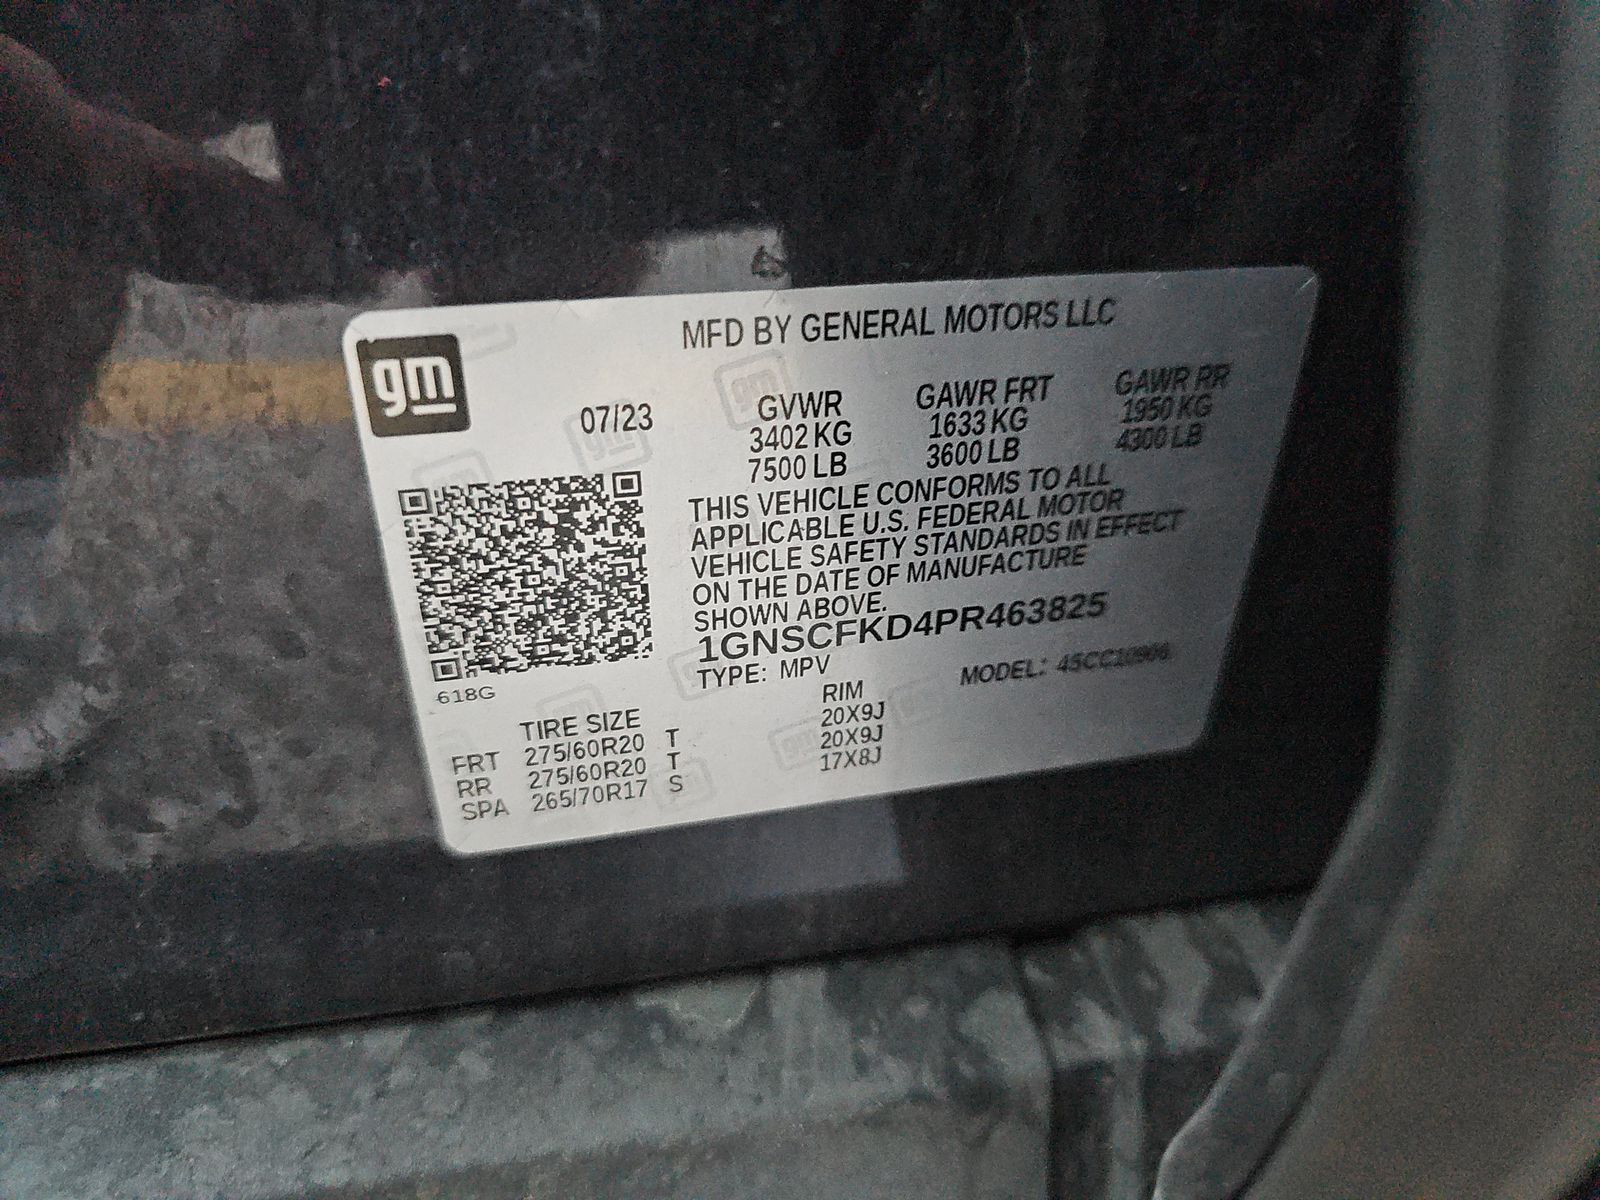 gm
MFD BY GENERAL MOTORS LLC
07/23
GVWR GAWR FRT GAWR RR
3402 KG 1633 KG 1950 KG
7500 LB 3600 LB 4300 LB
THIS VEHICLE CONFORMS TO ALL
APPLICABLE U.S. FEDERAL MOTOR
VEHICLE SAFETY STANDARDS IN EFFECT
ON THE DATE OF MANUFACTURE
SHOWN ABOVE.
1GNSCFKD4PR463825
TYPE: MPV MODEL: 45CC10906
618G
TIRE SIZE RIM
FRT 275/60R20 T 20X9J
RR 275/60R20 T 20X9J
SPA 265/70R17 S 17X8J